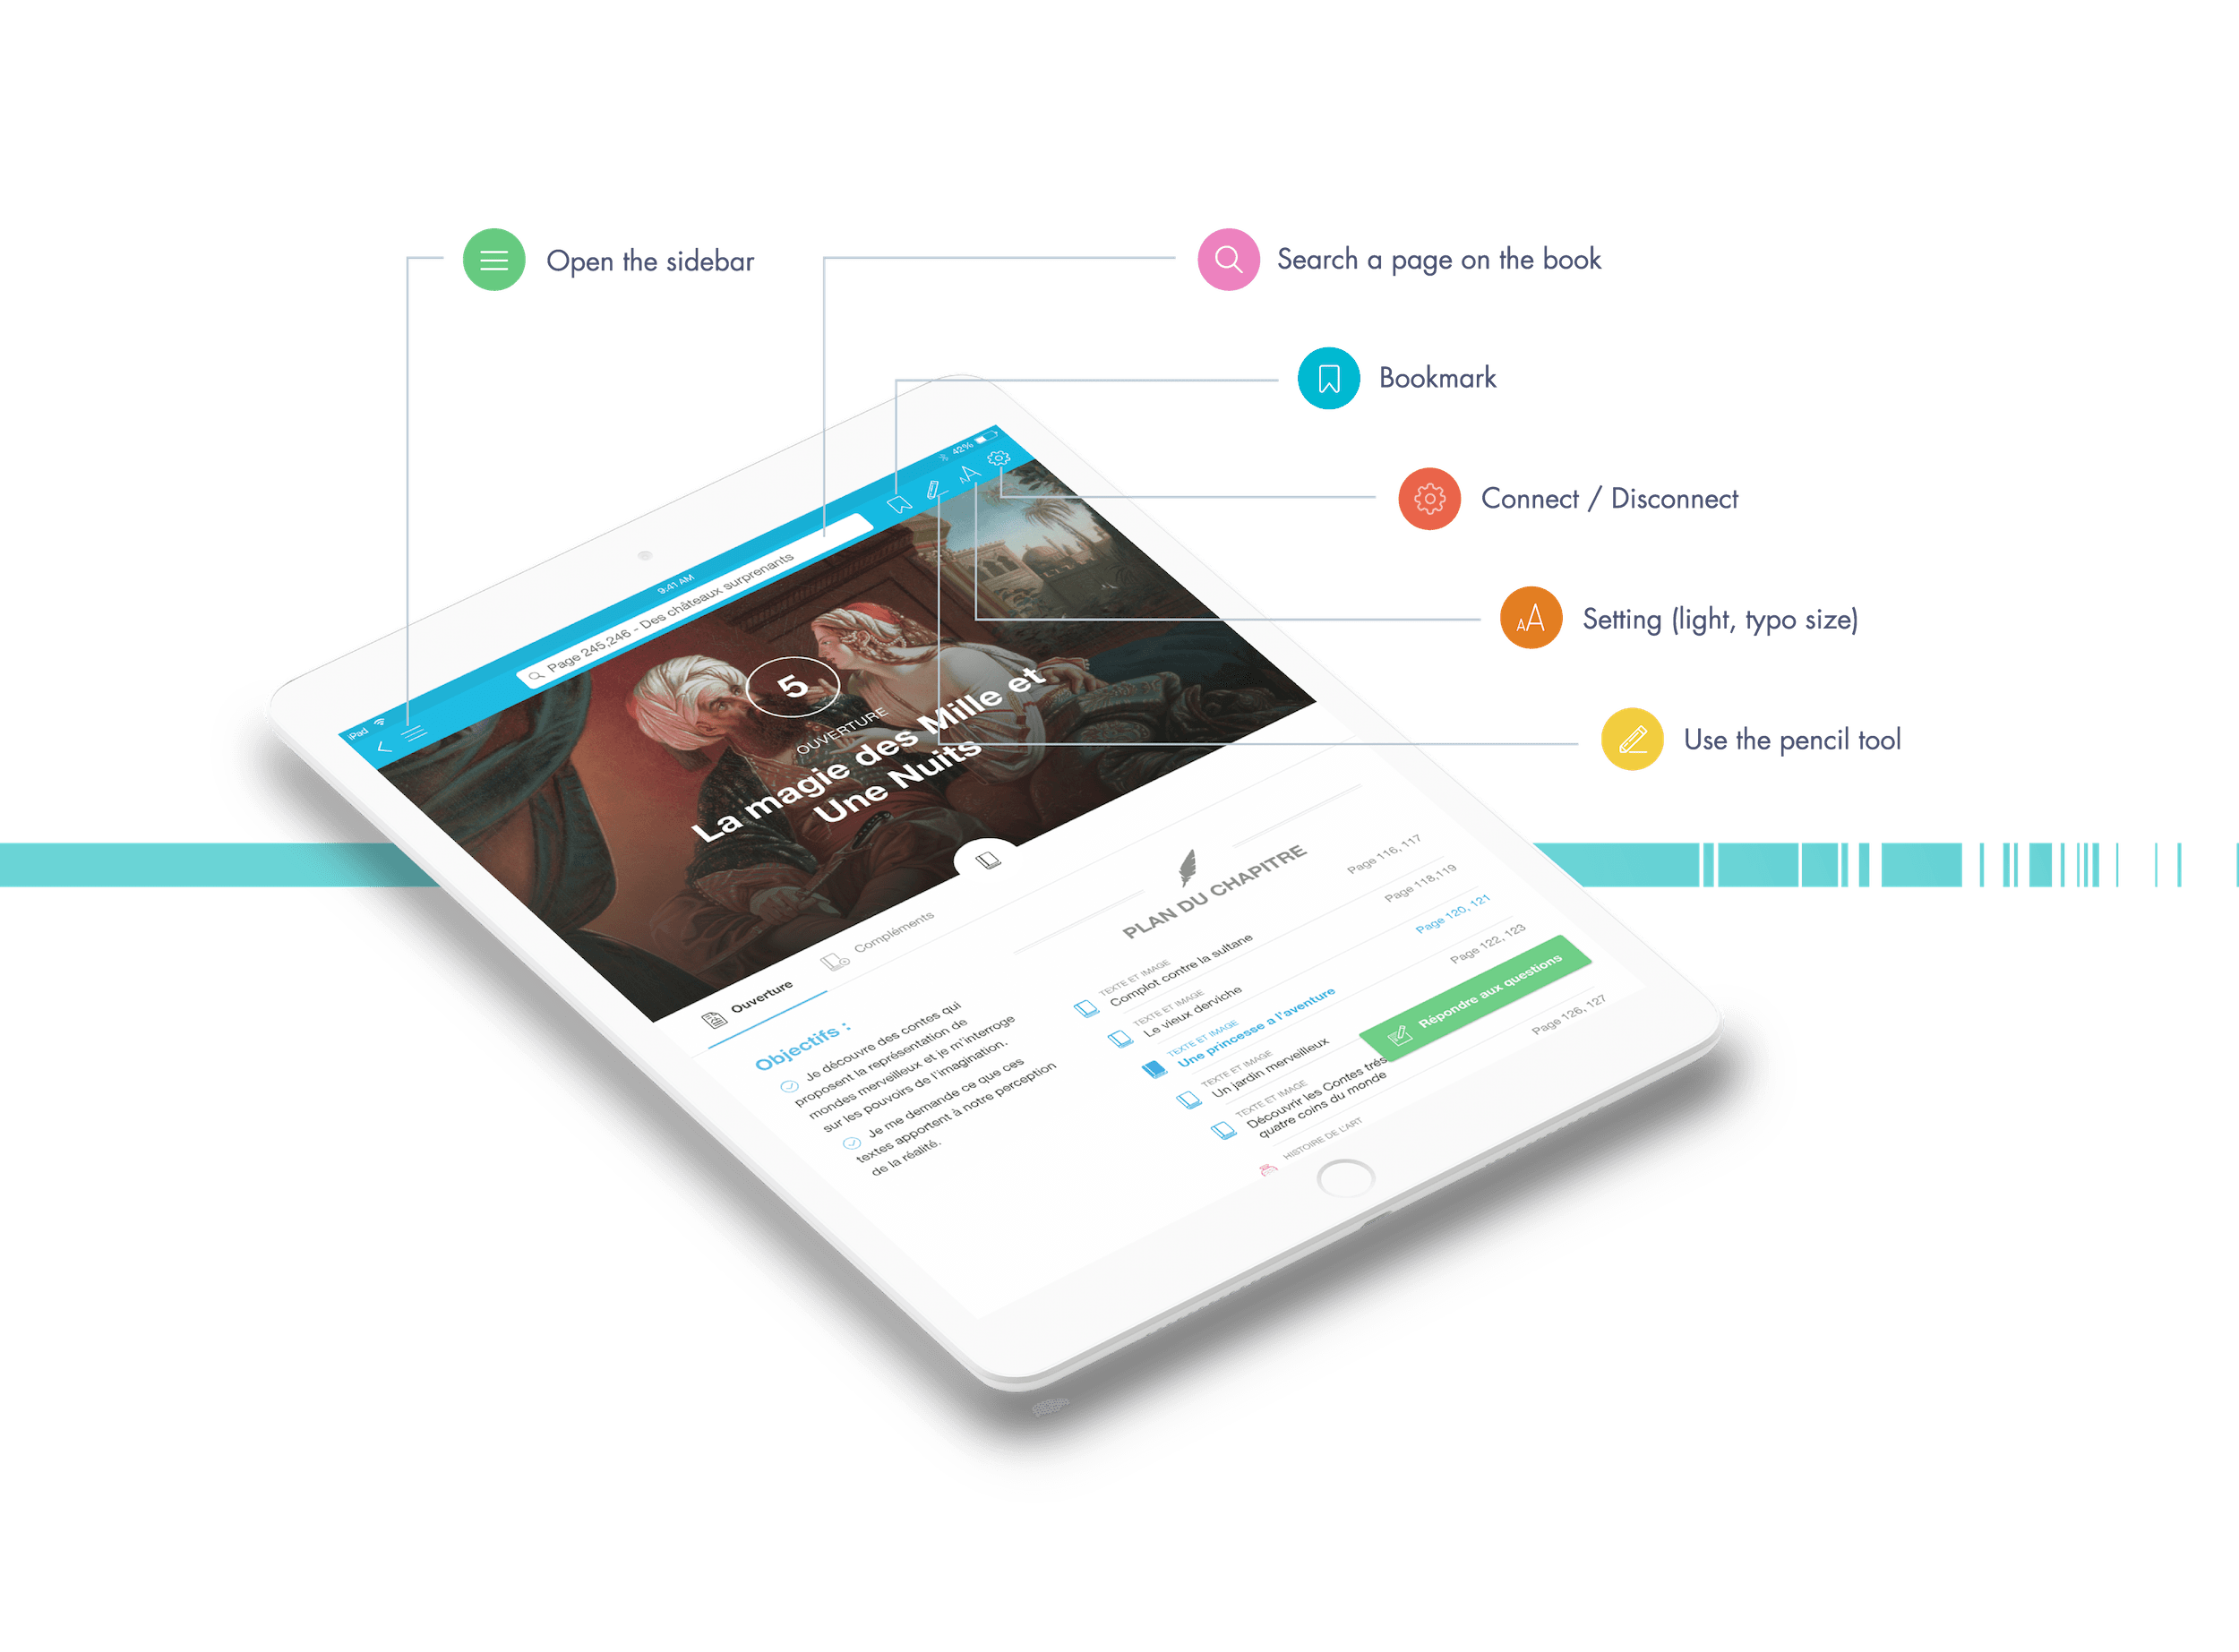 Open the sidebar
Search a page on the book
Bookmark
Connect / Disconnect
Setting (light, typo size)
Use the pencil tool
iPad
9:41 AM
42%
Page 245,246 - Des châteaux surprenants
5
OUVERTURE
La magie des Mille et
Une Nuits
Ouverture
Compléments
Objectifs :
Je découvre des contes qui
proposent la représentation de
mondes merveilleux et je m'interroge
sur les pouvoirs de l'imagination.
Je me demande ce que ces
textes apportent à notre perception
de la réalité.
PLAN DU CHAPITRE
TEXTE ET IMAGE
Complot contre la sultane
Page 116, 117
TEXTE ET IMAGE
Le vieux derviche
Page 118,119
TEXTE ET IMAGE
Une princesse a l'aventure
Page 120, 121
TEXTE ET IMAGE
Un jardin merveilleux
Page 122, 123
TEXTE ET IMAGE
Découvrir les Contes trés
quatre coins du monde
Répondre aux questions
HISTOIRE DE L'ART
Page 126, 127